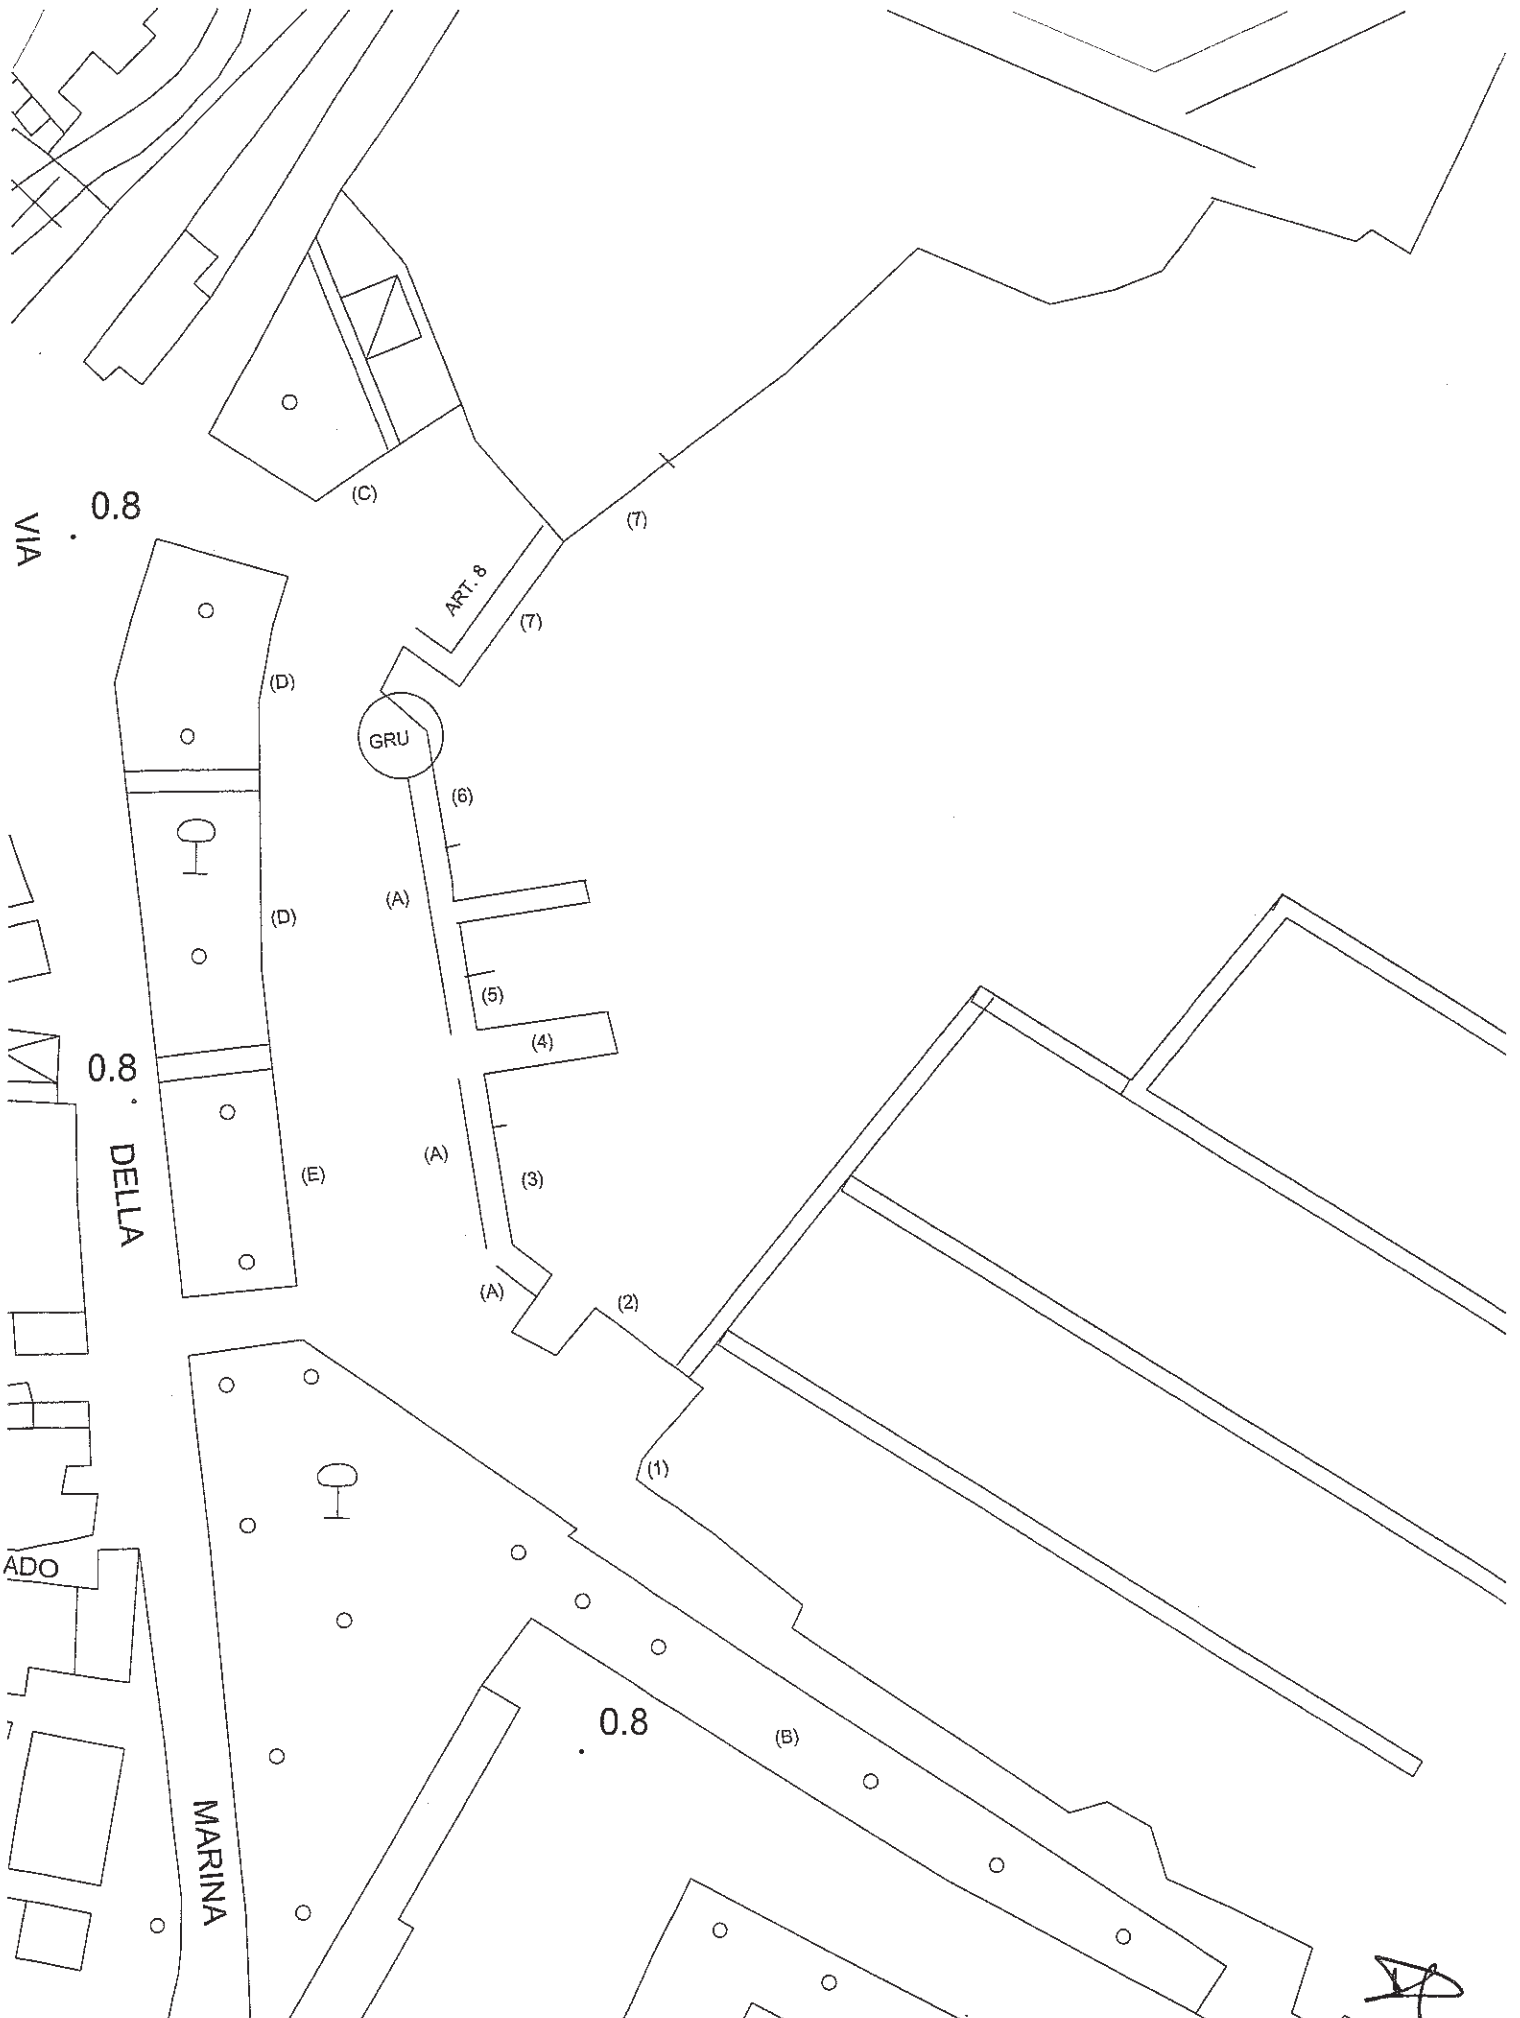 (C)
VIA
0.8
(7)
ART. 8
(7)
(D)
GRU
(6)
(A)
(D)
(5)
(4)
0.8
DELLA
(A)
(E)
(3)
(A)
(2)
(1)
ADO
0.8
(B)
MARINA